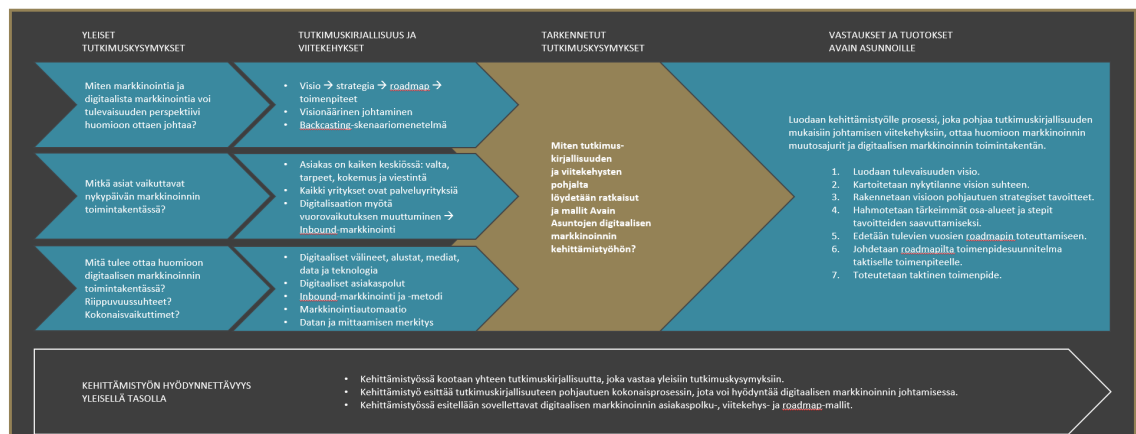 YLEISET
TUTKIMUSKYSYMYKSET
TUTKIMUSKIRJALLISUUS JA
VIITEKEHYKSET
TARKENNETUT
TUTKIMUSKYSYMYKSET
VASTAUKSET JA TUOTOKSET
AVAIN ASUNNOILLE
Miten markkinointia ja
digitaalista markkinointia voi
tulevaisuuden perspektiivi
huomioon ottaen johtaa?
• Visio → strategia → roadmap →
toimenpiteet
• Visionäärinen johtaminen
• Backcasting-skenaariomenetelmä
Mitkä asiat vaikuttavat
nykypäivän markkinoinnin
toimintakentässä?
• Asiakas on kaiken keskiössä: valta,
tarpeet, kokemus ja viestintä
• Kaikki yritykset ovat palveluyrityksiä
• Digitalisaation myötä
vuorovaikutuksen muuttuminen →
Inbound-markkinointi
Mitä tulee ottaa huomioon
digitaalisen markkinoinnin
toimintakentässä?
Riippuvuussuhteet?
Kokonaisvaikuttimet?
• Digitaaliset välineet, alustat, mediat,
data ja teknologia
• Digitaaliset asiakaspolut
• Inbound-markkinointi ja -metodi
• Markkinointiautomaatio
• Datan ja mittaamisen merkitys
Miten tutkimus-
kirjallisuuden
ja viitekehysten
pohjalta
löydetään ratkaisut
ja mallit Avain
Asuntojen digitaalisen
markkinoinnin
kehittämistyöhön?
Luodaan kehittämistyölle prosessi, joka pohjaa tutkimuskirjallisuuden
mukaisiin johtamisen viitekehyksiin, ottaa huomioon markkinoinnin
muutosajurit ja digitaalisen markkinoinnin toimintakentän.
1. Luodaan tulevaisuuden visio.
2. Kartoitetaan nykytilanne vision suhteen.
3. Rakennetaan visioon pohjautuen strategiset tavoitteet.
4. Hahmotetaan tärkeimmät osa-alueet ja stepit
tavoitteiden saavuttamiseksi.
5. Edetään tulevien vuosien roadmapin toteuttamiseen.
6. Johdetaan roadmapilta toimenpidesuunnitelma
taktiselle toimenpiteelle.
7. Toteutetaan taktinen toimenpide.
KEHITTÄMISTYÖN HYÖDYNNETTÄVYYS
YLEISELLÄ TASOLLA
• Kehittämistyössä kootaan yhteen tutkimuskirjallisuutta, joka vastaa yleisiin tutkimuskysymyksiin.
• Kehittämistyö esittää tutkimuskirjallisuuteen pohjautuen kokonaisprosessin, jota voi hyödyntää digitaalisen markkinoinnin johtamisessa.
• Kehittämistyössä esitellään sovellettavat digitaalisen markkinoinnin asiakaspolku-, viitekehys- ja roadmap-mallit.